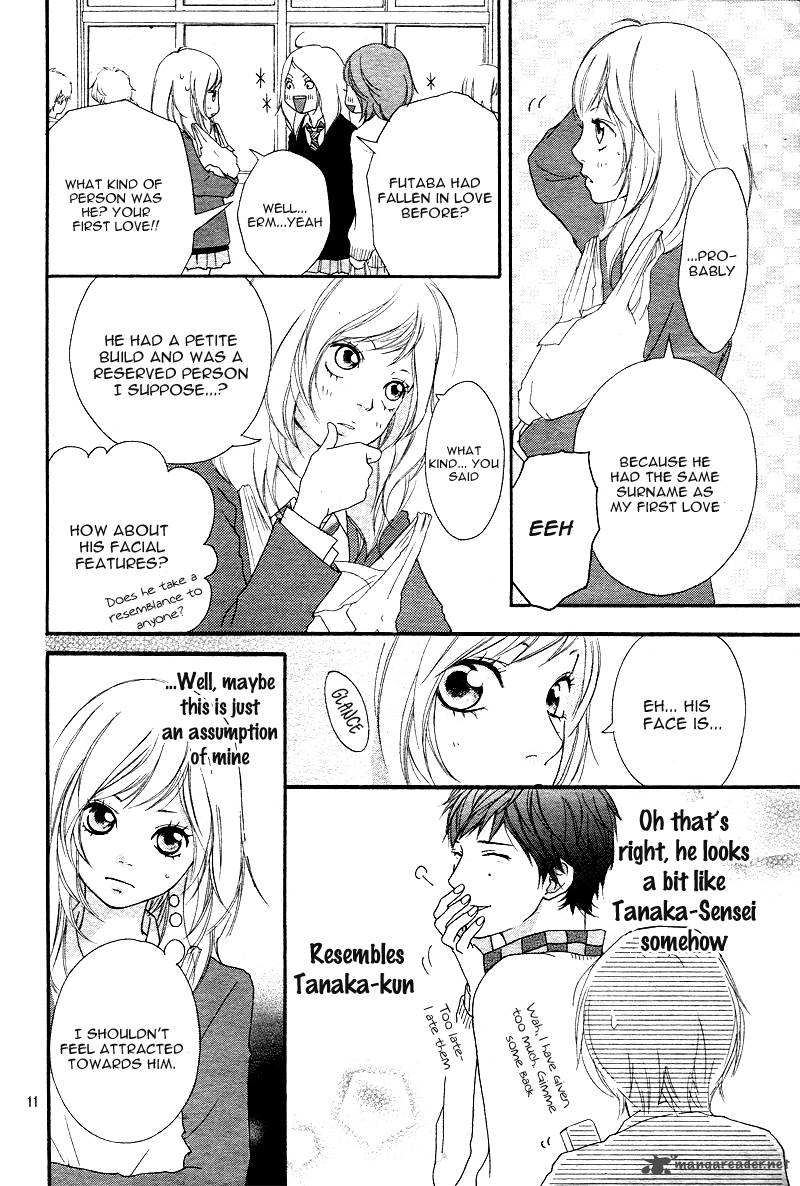 ...PRO-
BABLY
BECAUSE HE
HAD THE SAME
SURNAME AS
MY FIRST LOVE
EEH
FUTABA HAD
FALLEN IN LOVE
BEFORE?
WELL...
ERM...YEAH
WHAT KIND OF
PERSON WAS
HE? YOUR
FIRST LOVE!!
WHAT
KIND... YOU
SAID
HE HAD A PETITE
BUILD AND WAS A
RESERVED PERSON
I SUPPOSE...?
HOW ABOUT
HIS FACIAL
FEATURES?
Does he take a
resemblance to
anyone?
EH... HIS
FACE IS...
GLANCE
Oh that's
right, he looks
a bit like
Tanaka-Sensei
somehow
Wah, I have given
too much. Gimme
some back
Too late-
I ate them
Resembles
Tanaka-kun
...Well, maybe
this is just
an assumption
of mine
I SHOULDN'T
FEEL ATTRACTED
TOWARDS HIM.
11
mangareader.net